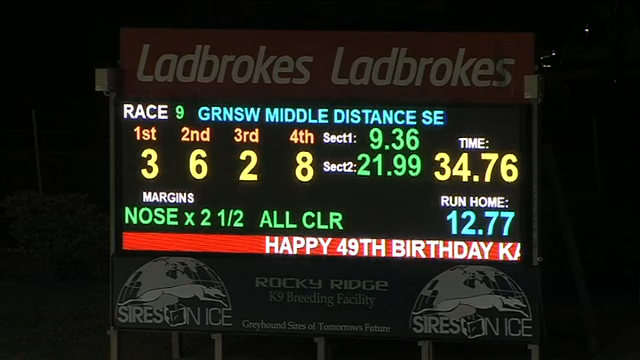 Ladbrokes Ladbrokes
RACE 9 GRNSW MIDDLE DISTANCE SE
1st 2nd 3rd 4th Sect1: 9.36 TIME:
3 6 2 8 Sect2: 21.99 34.76
MARGINS RUN HOME:
NOSE x 2 1/2 ALL CLR 12.77
HAPPY 49TH BIRTHDAY KA
ROCKY RIDGE
K9 Breeding Facility
SIRES ON ICE SIRES ON ICE
Greyhound Sires of Tomorrows Future